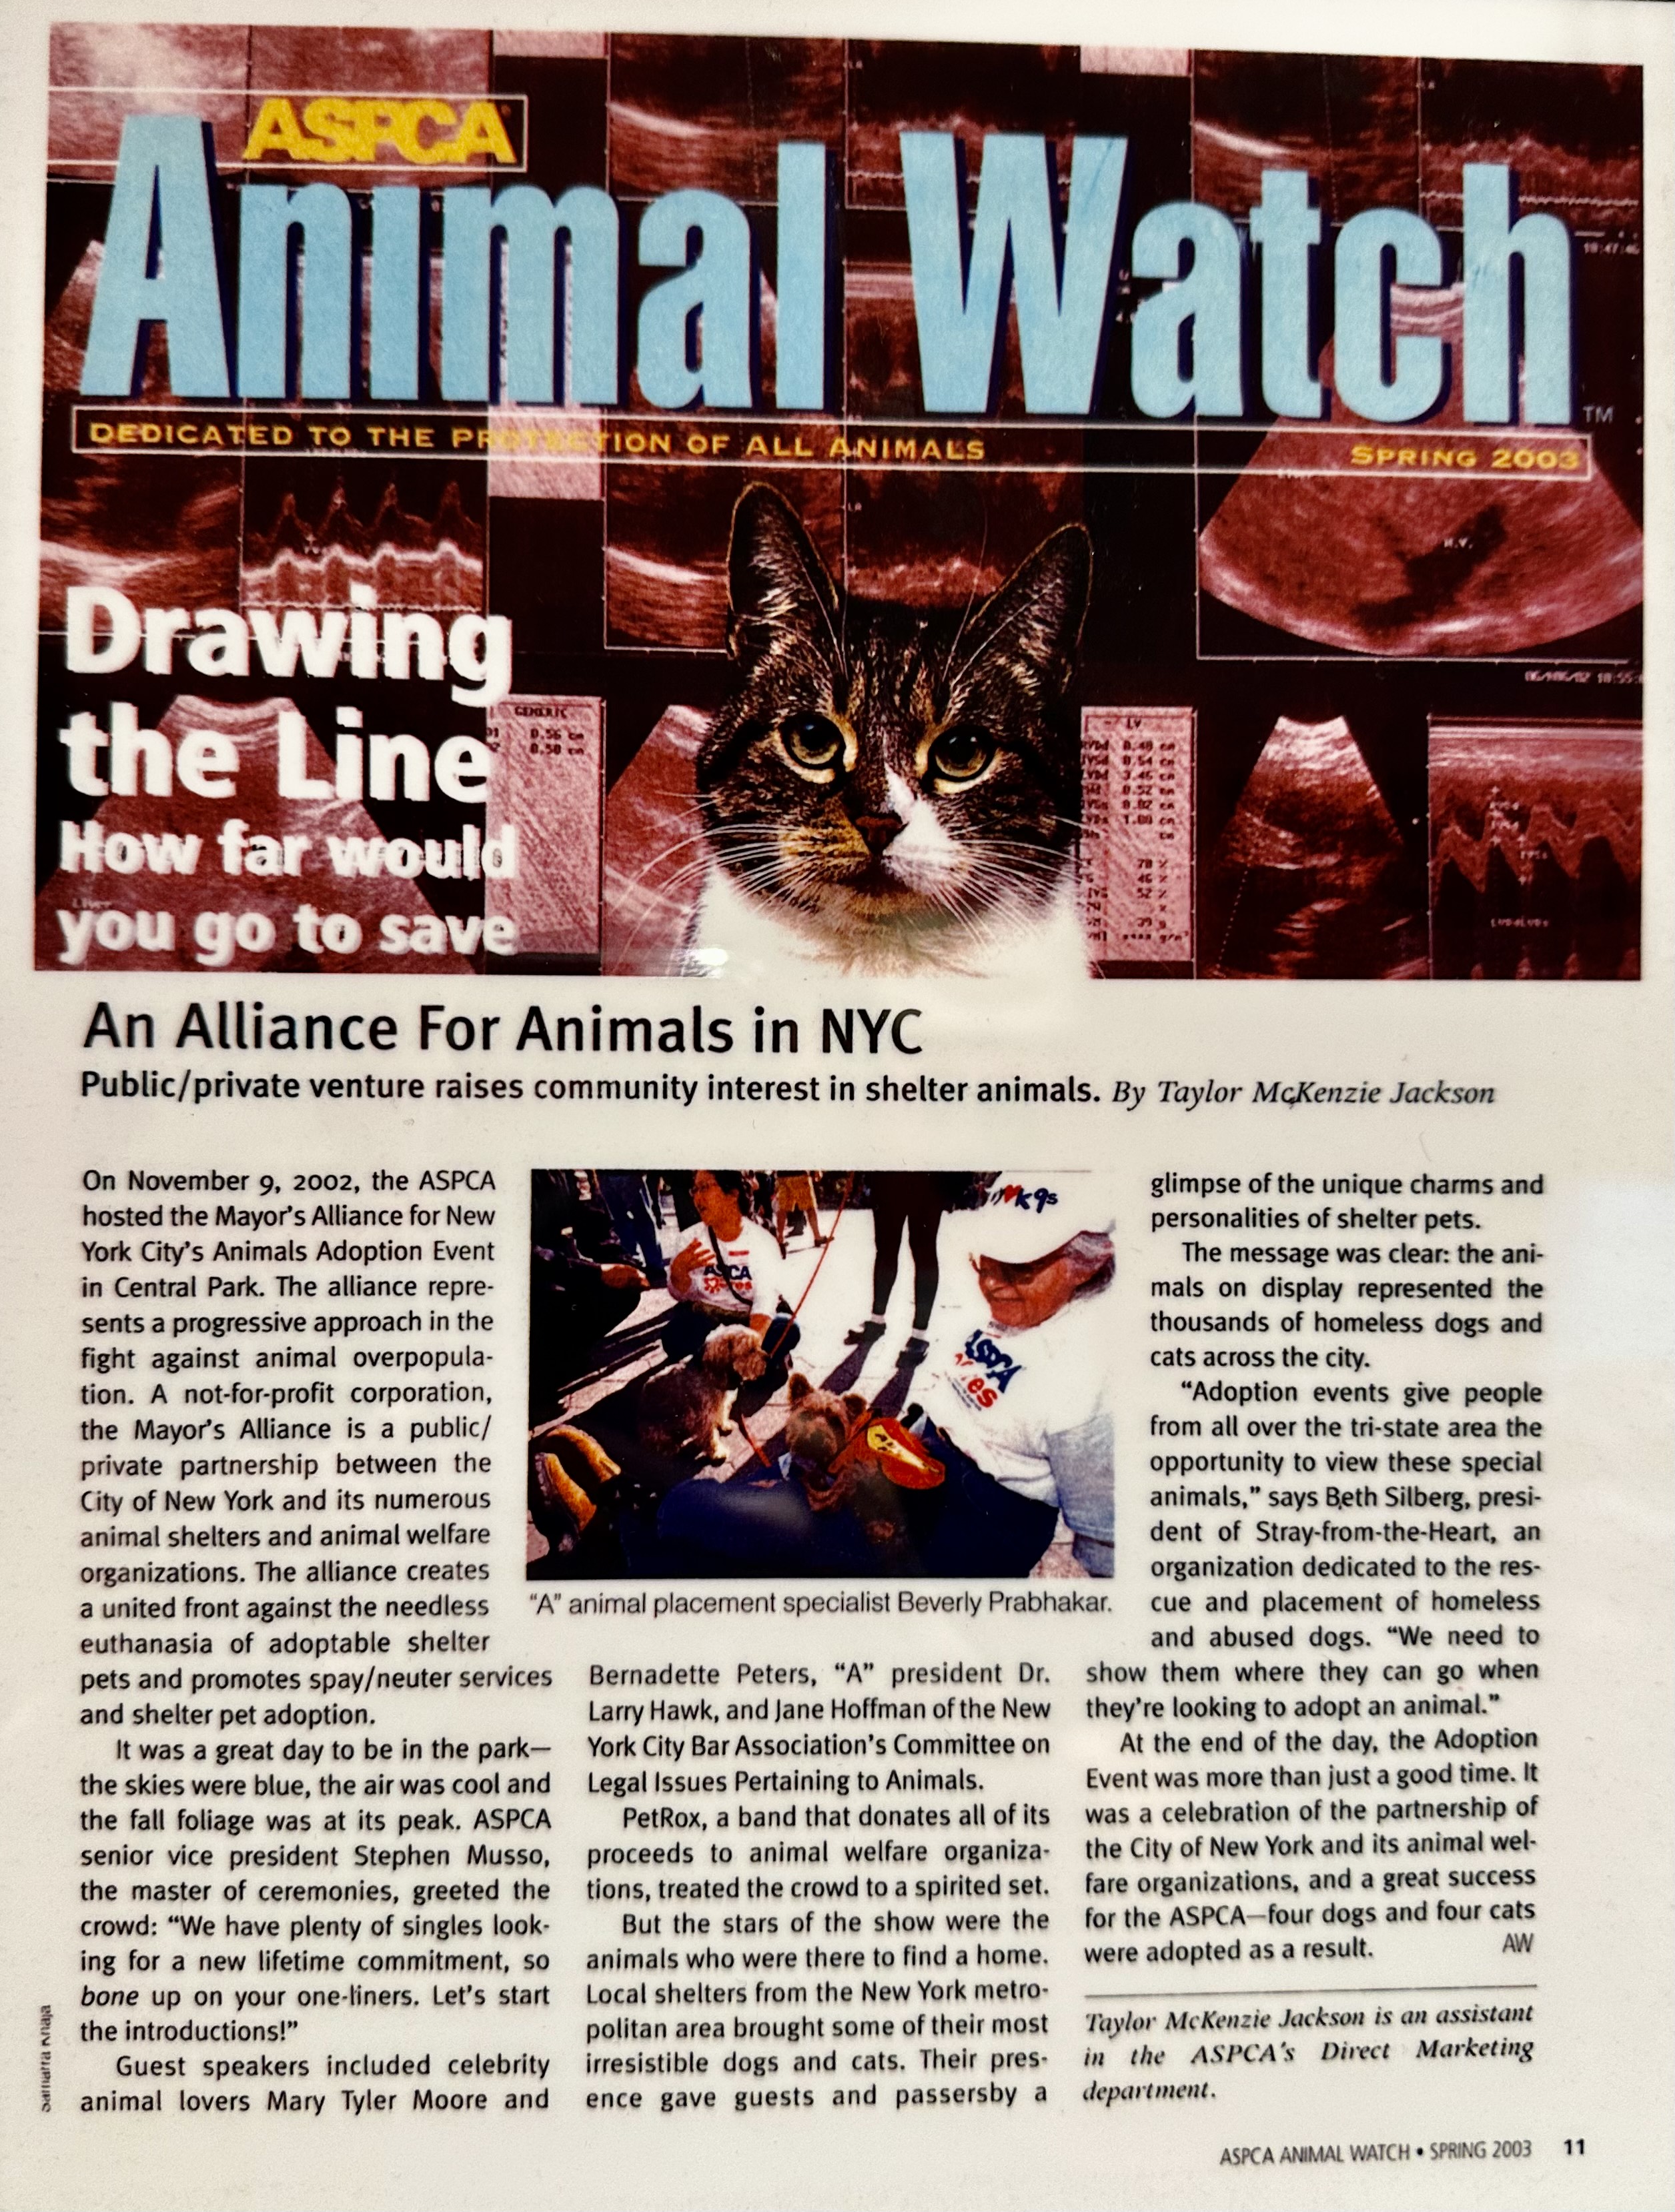 ASPCA
Animal Watch
TM
DEDICATED TO THE PROTECTION OF ALL ANIMALS
SPRING 2003
Drawing
the Line
How far would
you go to save
GENERIC
0.56 cm
0.50 cm
LV
70 %
46 %
52 %
An Alliance For Animals in NYC
Public/private venture raises community interest in shelter animals. By Taylor McKenzie Jackson
On November 9, 2002, the ASPCA
hosted the Mayor's Alliance for New
York City's Animals Adoption Event
in Central Park. The alliance repre-
sents a progressive approach in the
fight against animal overpopula-
tion. A not-for-profit corporation,
the Mayor's Alliance is a public/
private partnership between the
City of New York and its numerous
animal shelters and animal welfare
organizations. The alliance creates
a united front against the needless
euthanasia of adoptable shelter
pets and promotes spay/neuter services
and shelter pet adoption.
It was a great day to be in the park—
the skies were blue, the air was cool and
the fall foliage was at its peak. ASPCA
senior vice president Stephen Musso,
the master of ceremonies, greeted the
crowd: “We have plenty of singles look-
ing for a new lifetime commitment, so
bone up on your one-liners. Let's start
the introductions!”
Guest speakers included celebrity
animal lovers Mary Tyler Moore and
K9s
ASPCA
ASPCA
“A” animal placement specialist Beverly Prabhakar.
Bernadette Peters, “A” president Dr.
Larry Hawk, and Jane Hoffman of the New
York City Bar Association's Committee on
Legal Issues Pertaining to Animals.
PetRox, a band that donates all of its
proceeds to animal welfare organiza-
tions, treated the crowd to a spirited set.
But the stars of the show were the
animals who were there to find a home.
Local shelters from the New York metro-
politan area brought some of their most
irresistible dogs and cats. Their pres-
ence gave guests and passersby a
glimpse of the unique charms and
personalities of shelter pets.
The message was clear: the ani-
mals on display represented the
thousands of homeless dogs and
cats across the city.
“Adoption events give people
from all over the tri-state area the
opportunity to view these special
animals,” says Beth Silberg, presi-
dent of Stray-from-the-Heart, an
organization dedicated to the res-
cue and placement of homeless
and abused dogs. “We need to
show them where they can go when
they're looking to adopt an animal.”
At the end of the day, the Adoption
Event was more than just a good time. It
was a celebration of the partnership of
the City of New York and its animal wel-
fare organizations, and a great success
for the ASPCA—four dogs and four cats
were adopted as a result. AW
Taylor McKenzie Jackson is an assistant
in the ASPCA's Direct Marketing
department.
ASPCA ANIMAL WATCH • SPRING 2003 11